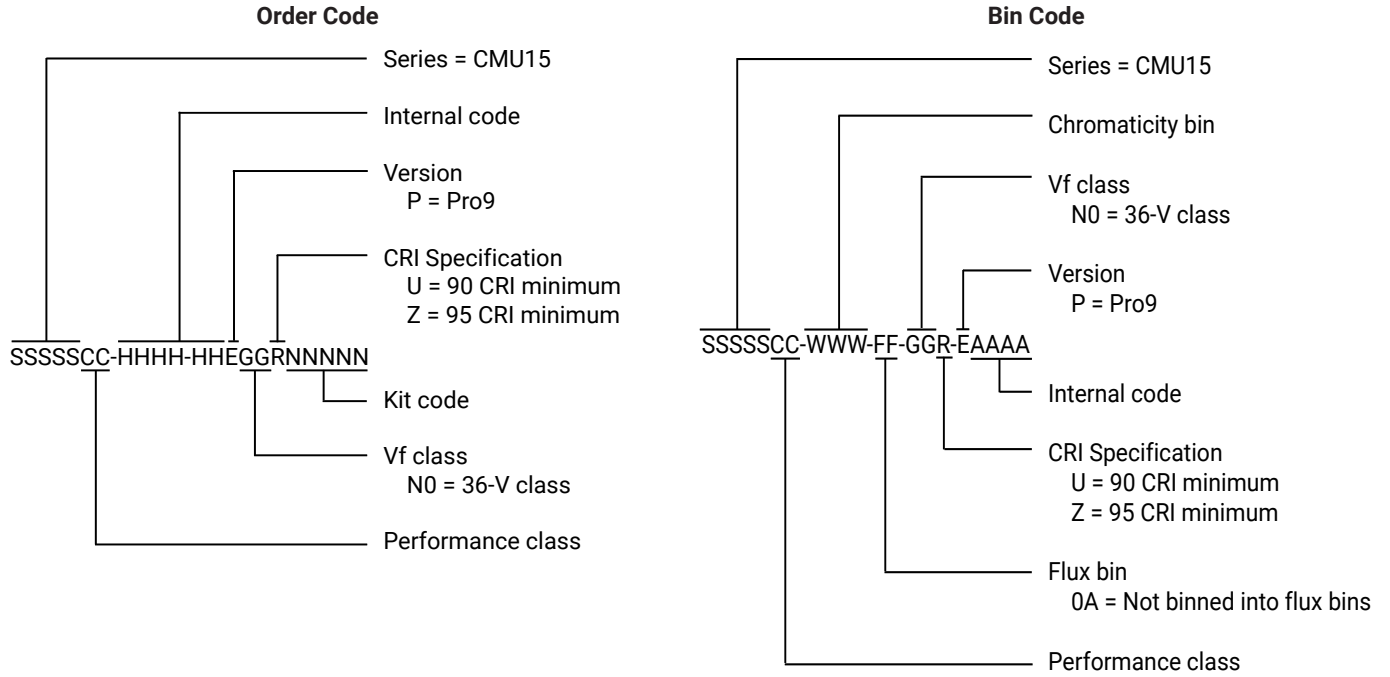 Order Code
Series = CMU15
Internal code
Version
P = Pro9
CRI Specification
U = 90 CRI minimum
Z = 95 CRI minimum
SSSSSCC-HHHH-HHEGGRNNNNN
Kit code
Vf class
N0 = 36-V class
Performance class
Bin Code
Series = CMU15
Chromaticity bin
Vf class
N0 = 36-V class
Version
P = Pro9
SSSSSCC-WWW-FF-GGR-EAAAA
Internal code
CRI Specification
U = 90 CRI minimum
Z = 95 CRI minimum
Flux bin
0A = Not binned into flux bins
Performance class